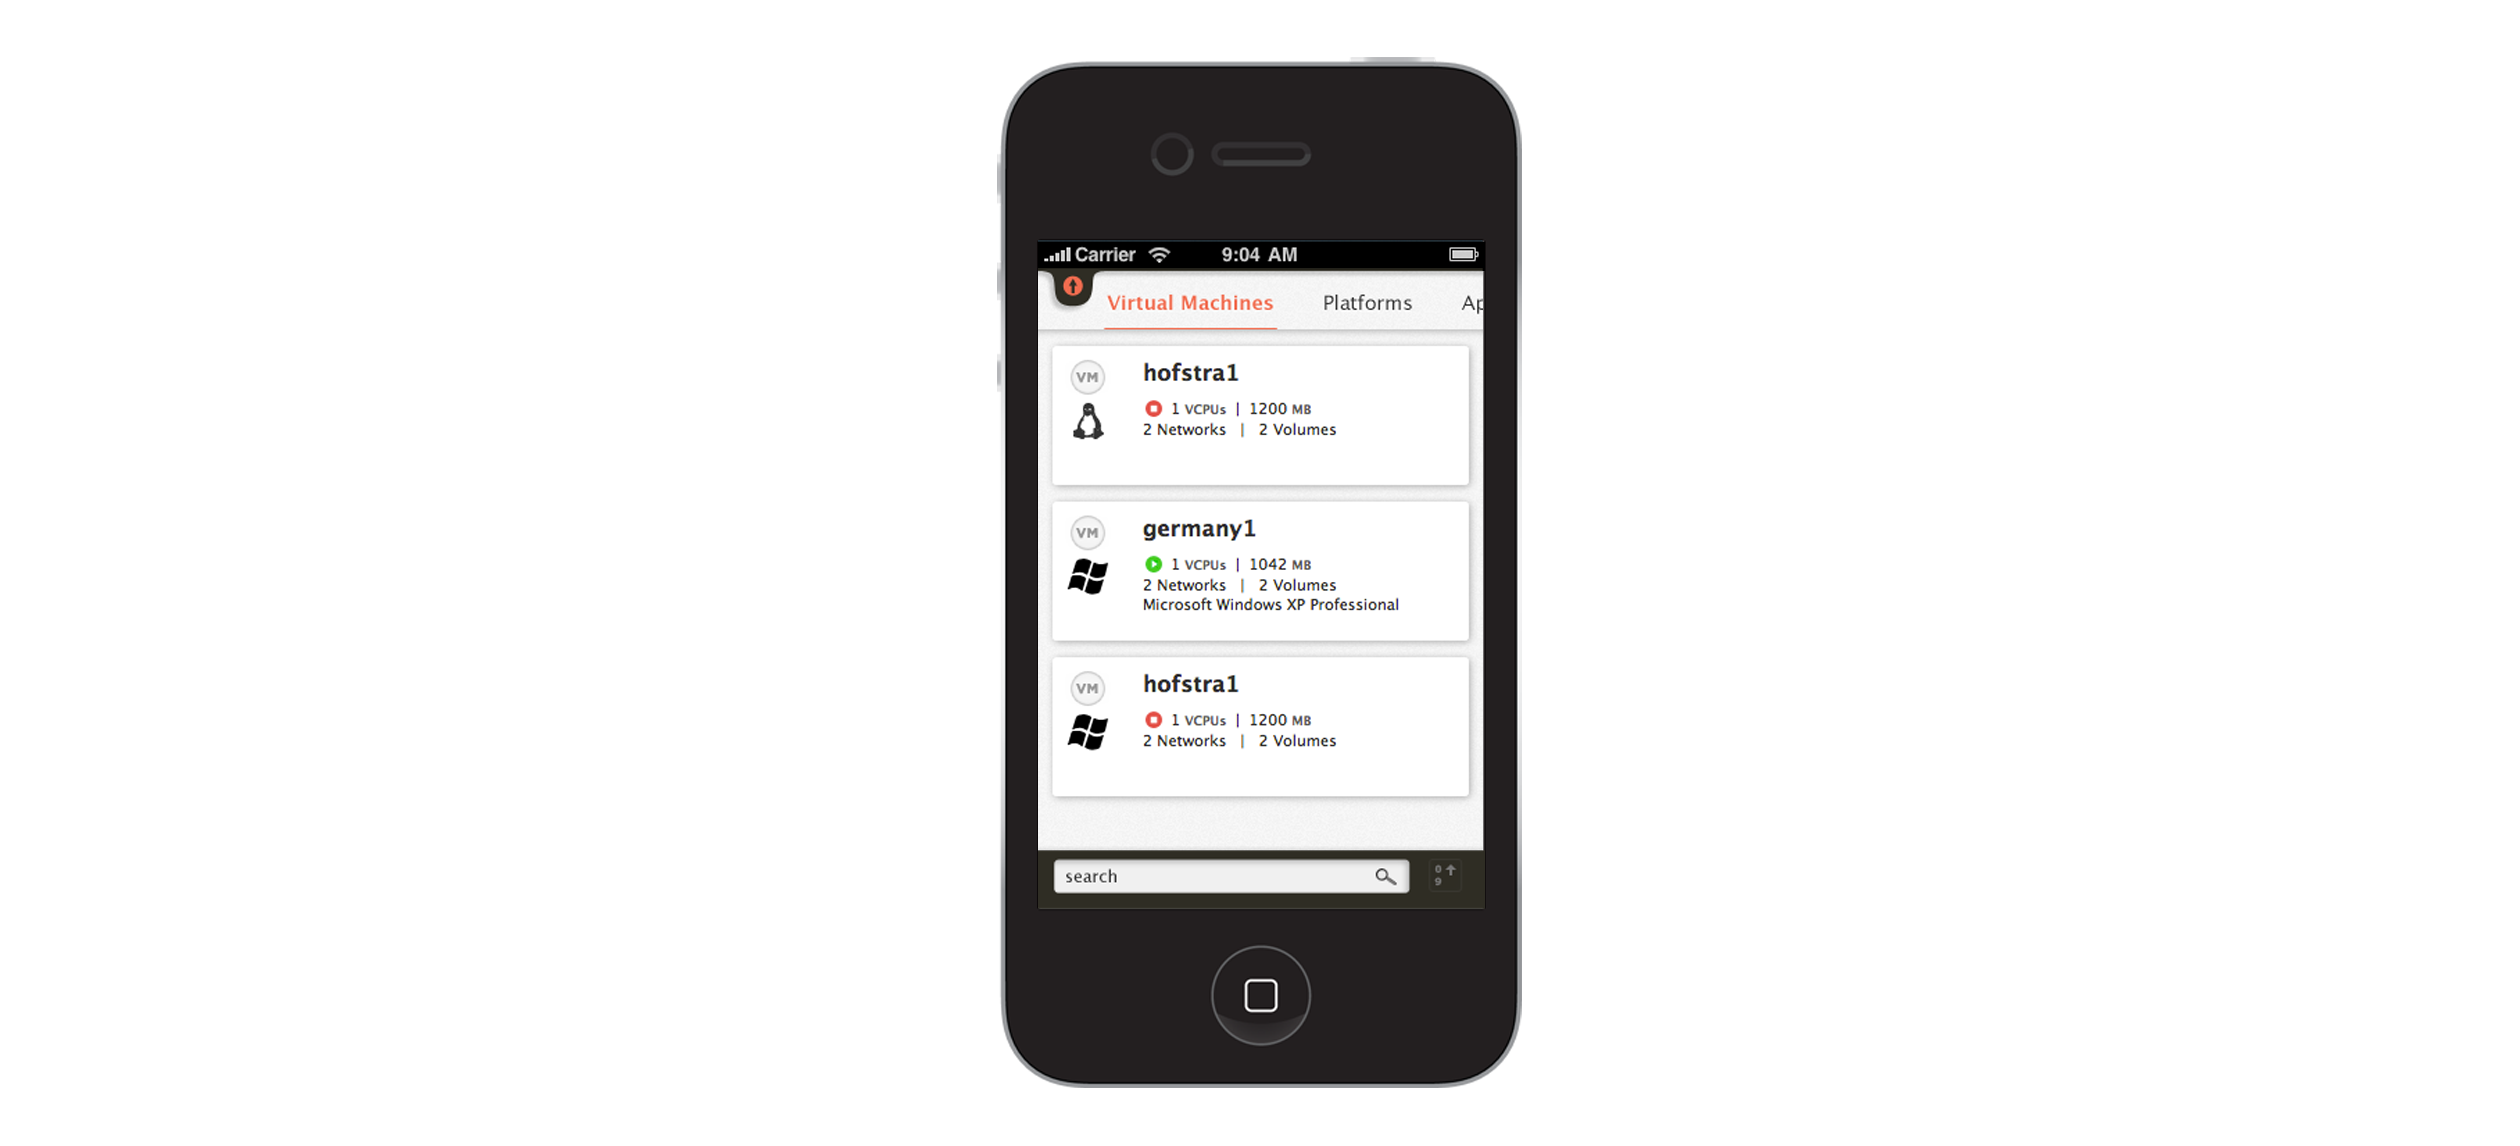 Carrier 9:04 AM
Virtual Machines Platforms Ap
VM hofstra1
1 VCPUs | 1200 MB
2 Networks | 2 Volumes
VM germany1
1 VCPUs | 1042 MB
2 Networks | 2 Volumes
Microsoft Windows XP Professional
VM hofstra1
1 VCPUs | 1200 MB
2 Networks | 2 Volumes
search 0
9